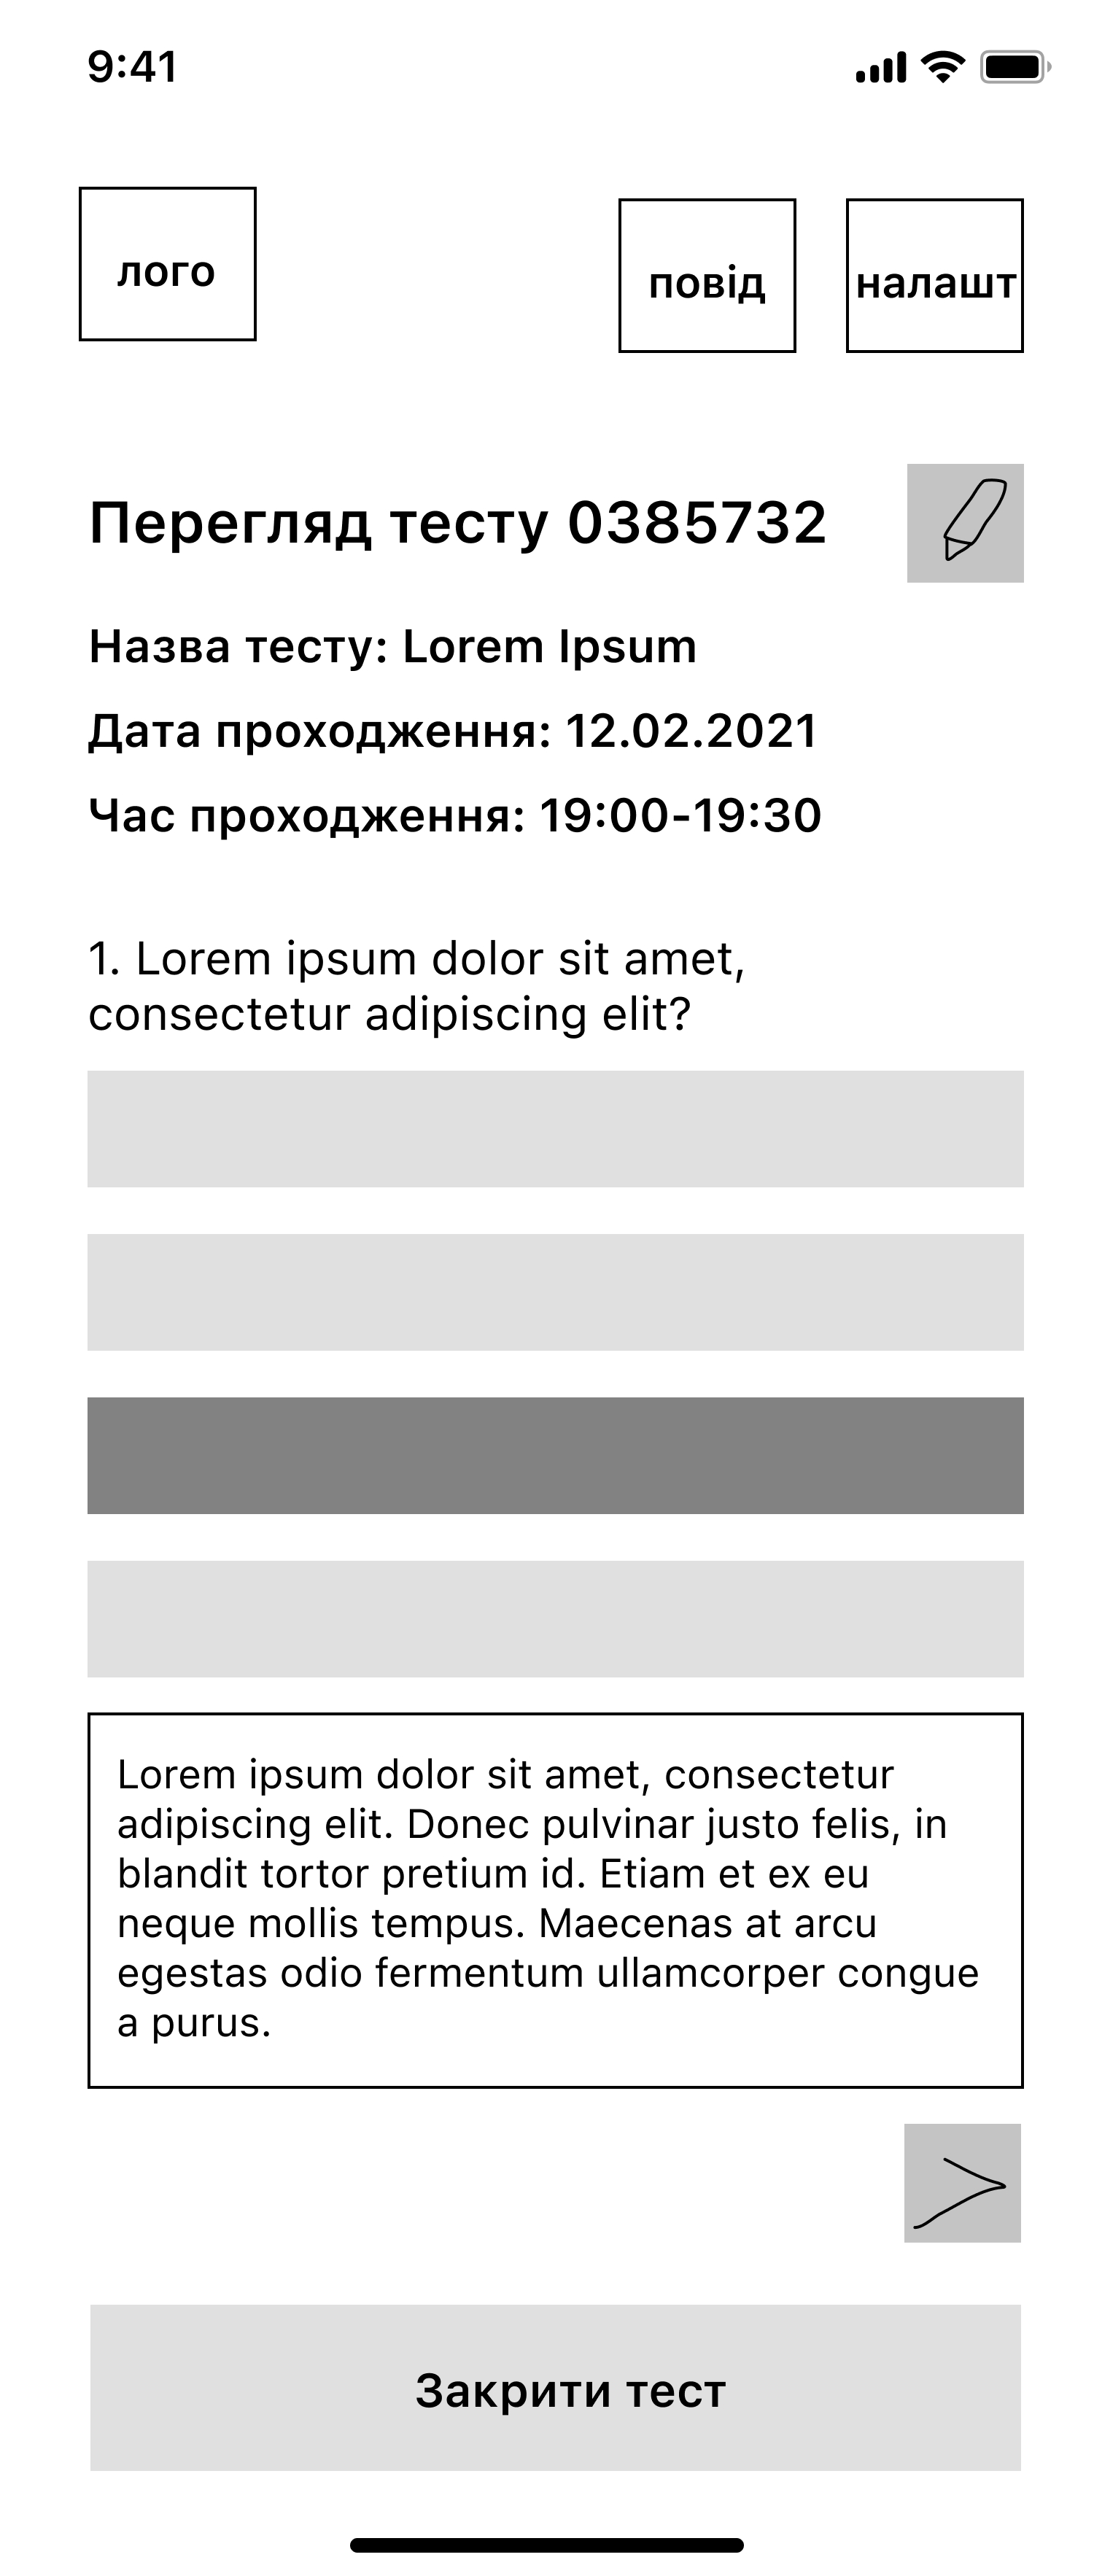 9:41
лого
повід
налашт
Перегляд тесту 0385732
Назва тесту: Lorem Ipsum
Дата проходження: 12.02.2021
Час проходження: 19:00-19:30
1. Lorem ipsum dolor sit amet,
consectetur adipiscing elit?
Lorem ipsum dolor sit amet, consectetur
adipiscing elit. Donec pulvinar justo felis, in
blandit tortor pretium id. Etiam et ex eu
neque mollis tempus. Maecenas at arcu
egestas odio fermentum ullamcorper congue
a purus.
Закрити тест